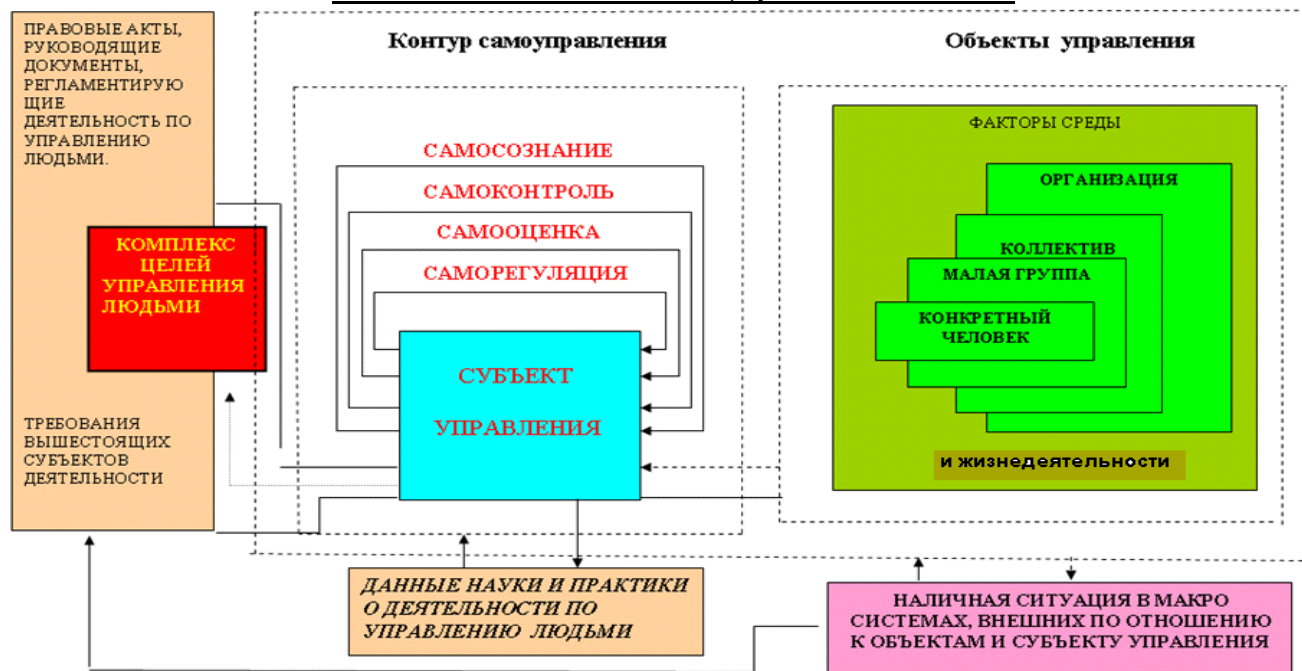 ПРАВОВЫЕ АКТЫ,
РУКОВОДЯЩИЕ
ДОКУМЕНТЫ,
РЕГЛАМЕНТИРУЮ
ЩИЕ
ДЕЯТЕЛЬНОСТЬ ПО
УПРАВЛЕНИЮ
ЛЮДЬМИ.
КОМПЛЕКС
ЦЕЛЕЙ
УПРАВЛЕНИЯ
ЛЮДЬМИ
ТРЕБОВАНИЯ
ВЫШЕСТОЯЩИХ
СУБЪЕКТОВ
ДЕЯТЕЛЬНОСТИ
Контур самоуправления
САМОСОЗНАНИЕ
САМОКОНТРОЛЬ
САМООЦЕНКА
САМОРЕГУЛЯЦИЯ
СУБЪЕКТ
УПРАВЛЕНИЯ
Объекты управления
ФАКТОРЫ СРЕДЫ
ОРГАНИЗАЦИЯ
КОЛЛЕКТИВ
МАЛАЯ ГРУППА
КОНКРЕТНЫЙ
ЧЕЛОВЕК
и жизнедеятельности
ДАННЫЕ НАУКИ И ПРАКТИКИ
О ДЕЯТЕЛЬНОСТИ ПО
УПРАВЛЕНИЮ ЛЮДЬМИ
НАЛИЧНАЯ СИТУАЦИЯ В МАКРО
СИСТЕМАХ, ВНЕШНИХ ПО ОТНОШЕНИЮ
К ОБЪЕКТАМ И СУБЪЕКТУ УПРАВЛЕНИЯ